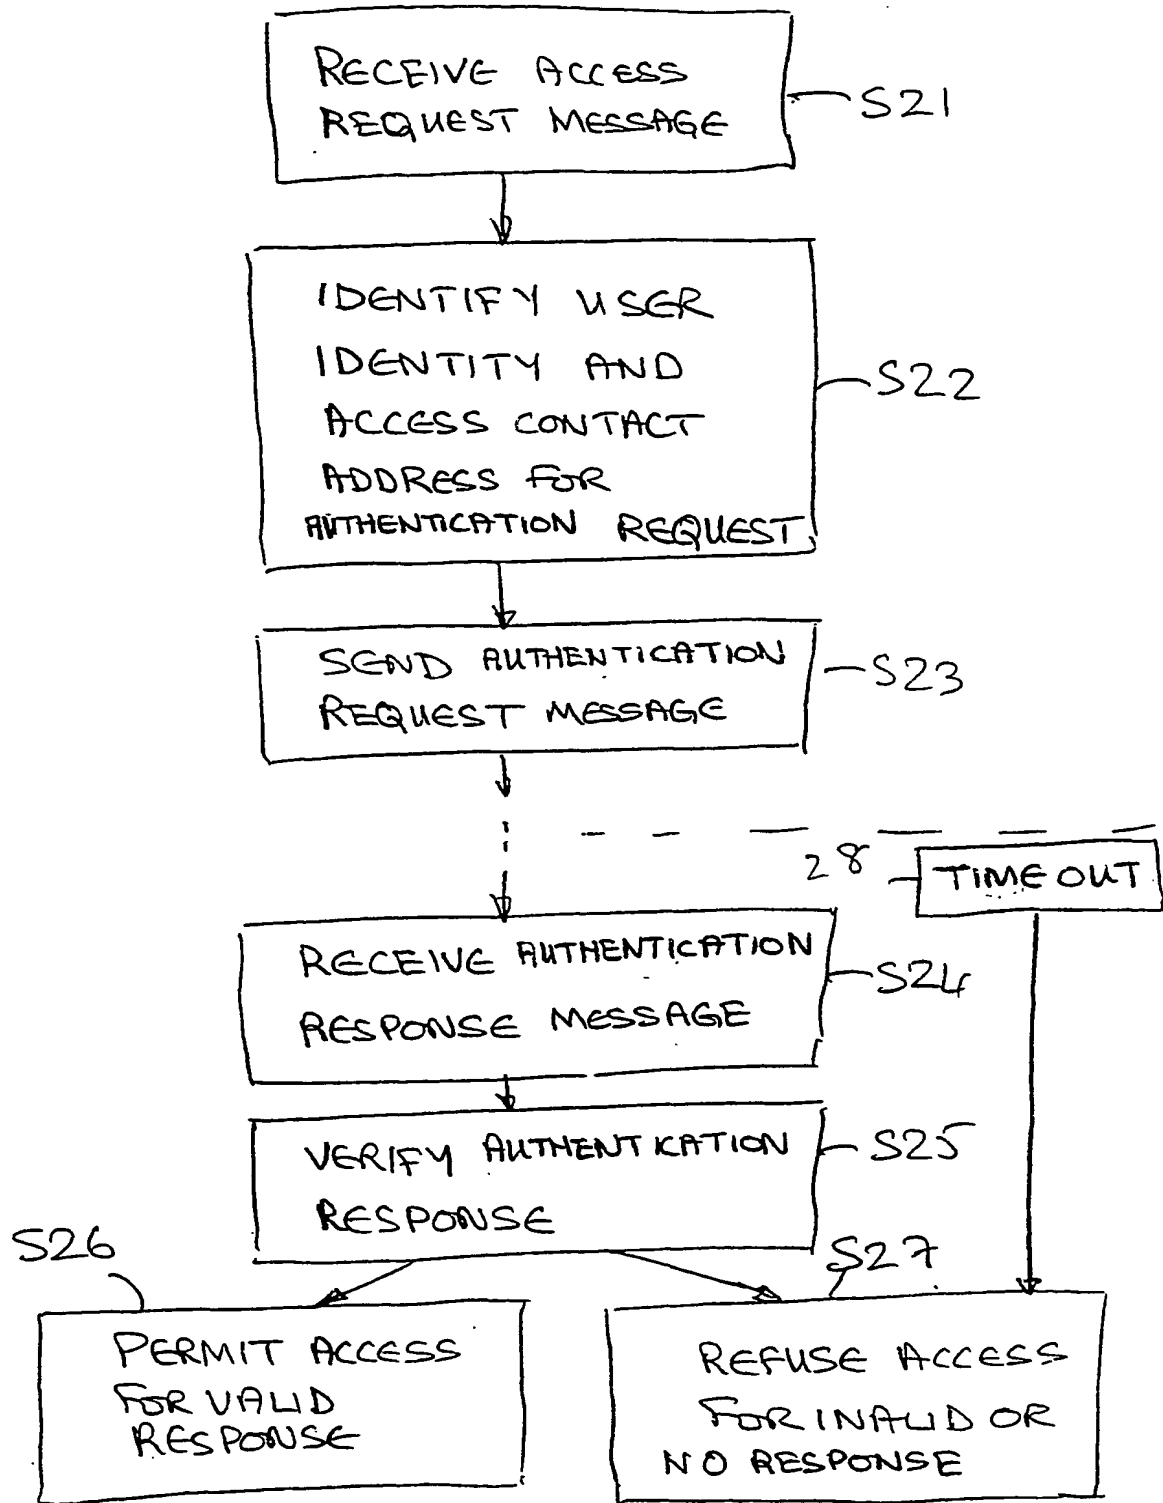 RECEIVE ACCESS
REQUEST MESSAGE
S21
IDENTIFY USER
IDENTITY AND
ACCESS CONTACT
ADDRESS FOR
AUTHENTICATION REQUEST
S22
SEND AUTHENTICATION
REQUEST MESSAGE
S23
28
TIME OUT
RECEIVE AUTHENTICATION
RESPONSE MESSAGE
S24
VERIFY AUTHENTICATION
RESPONSE
S25
S26
PERMIT ACCESS
FOR VALID
RESPONSE
S27
REFUSE ACCESS
FOR INALID OR
NO RESPONSE